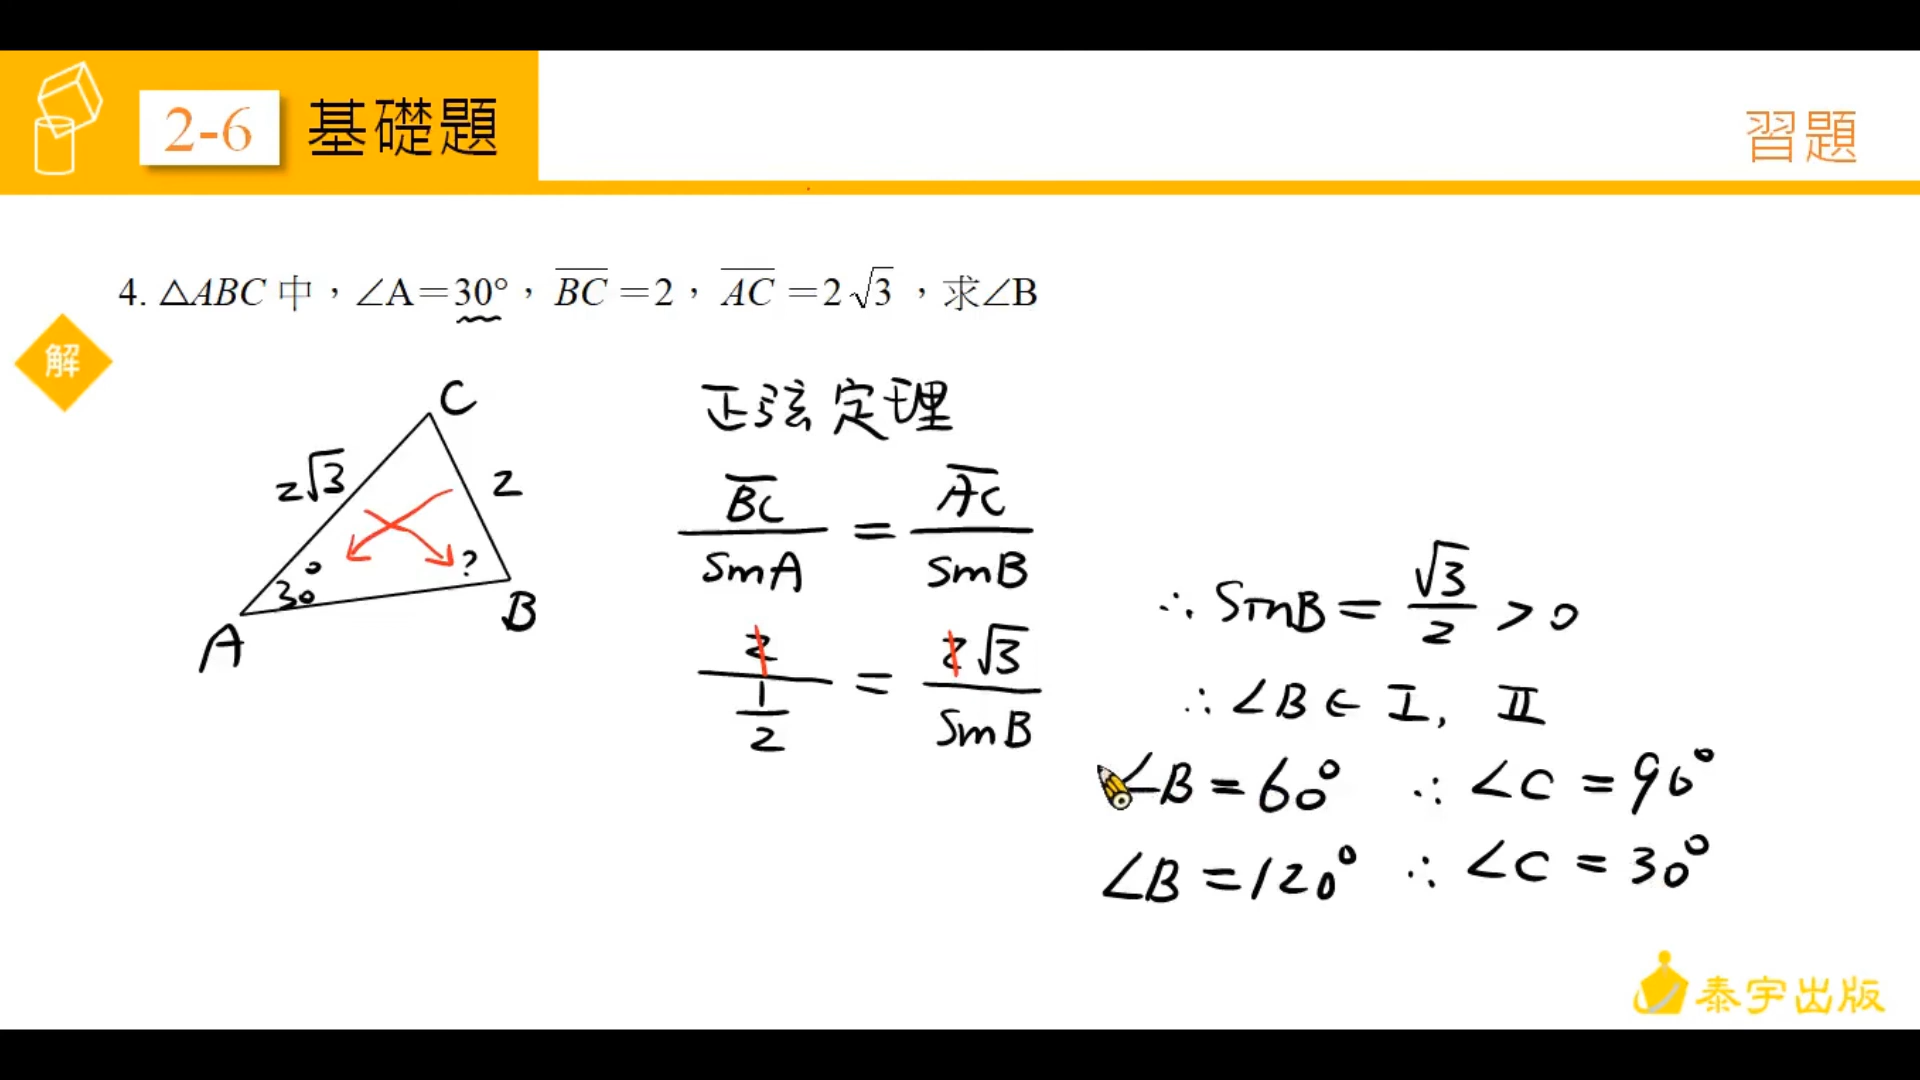 2-6 基礎題
習題
4. △ABC 中，∠A＝30°，BC＝2，AC＝2√3，求∠B
解
C
2√3
2
30°
?
A
B
正弦定理
BC/sinA = AC/sinB
2/(1/2) = 2√3/sinB
∴ sinB = √3/2 > 0
∴ ∠B ∈ I, II
∠B = 60° ∴ ∠C = 90°
∠B = 120° ∴ ∠C = 30°
泰宇出版